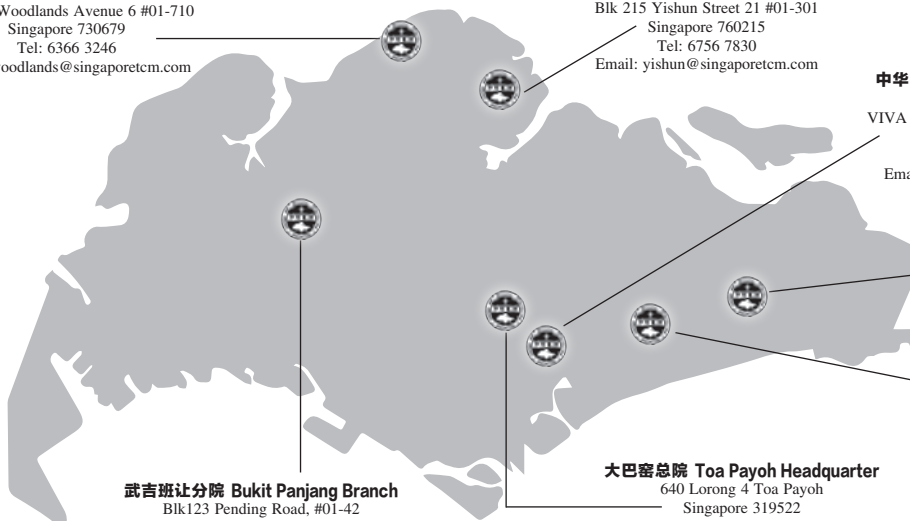 Woodlands Avenue 6 #01-710
Singapore 730679
Tel: 6366 3246
oodlands@singaporetcm.com
Blk 215 Yishun Street 21 #01-301
Singapore 760215
Tel: 6756 7830
Email: yishun@singaporetcm.com
中华
VIVA
Ema
武吉班让分院 Bukit Panjang Branch
Blk123 Pending Road, #01-42
大巴窑总院 Toa Payoh Headquarter
640 Lorong 4 Toa Payoh
Singapore 319522